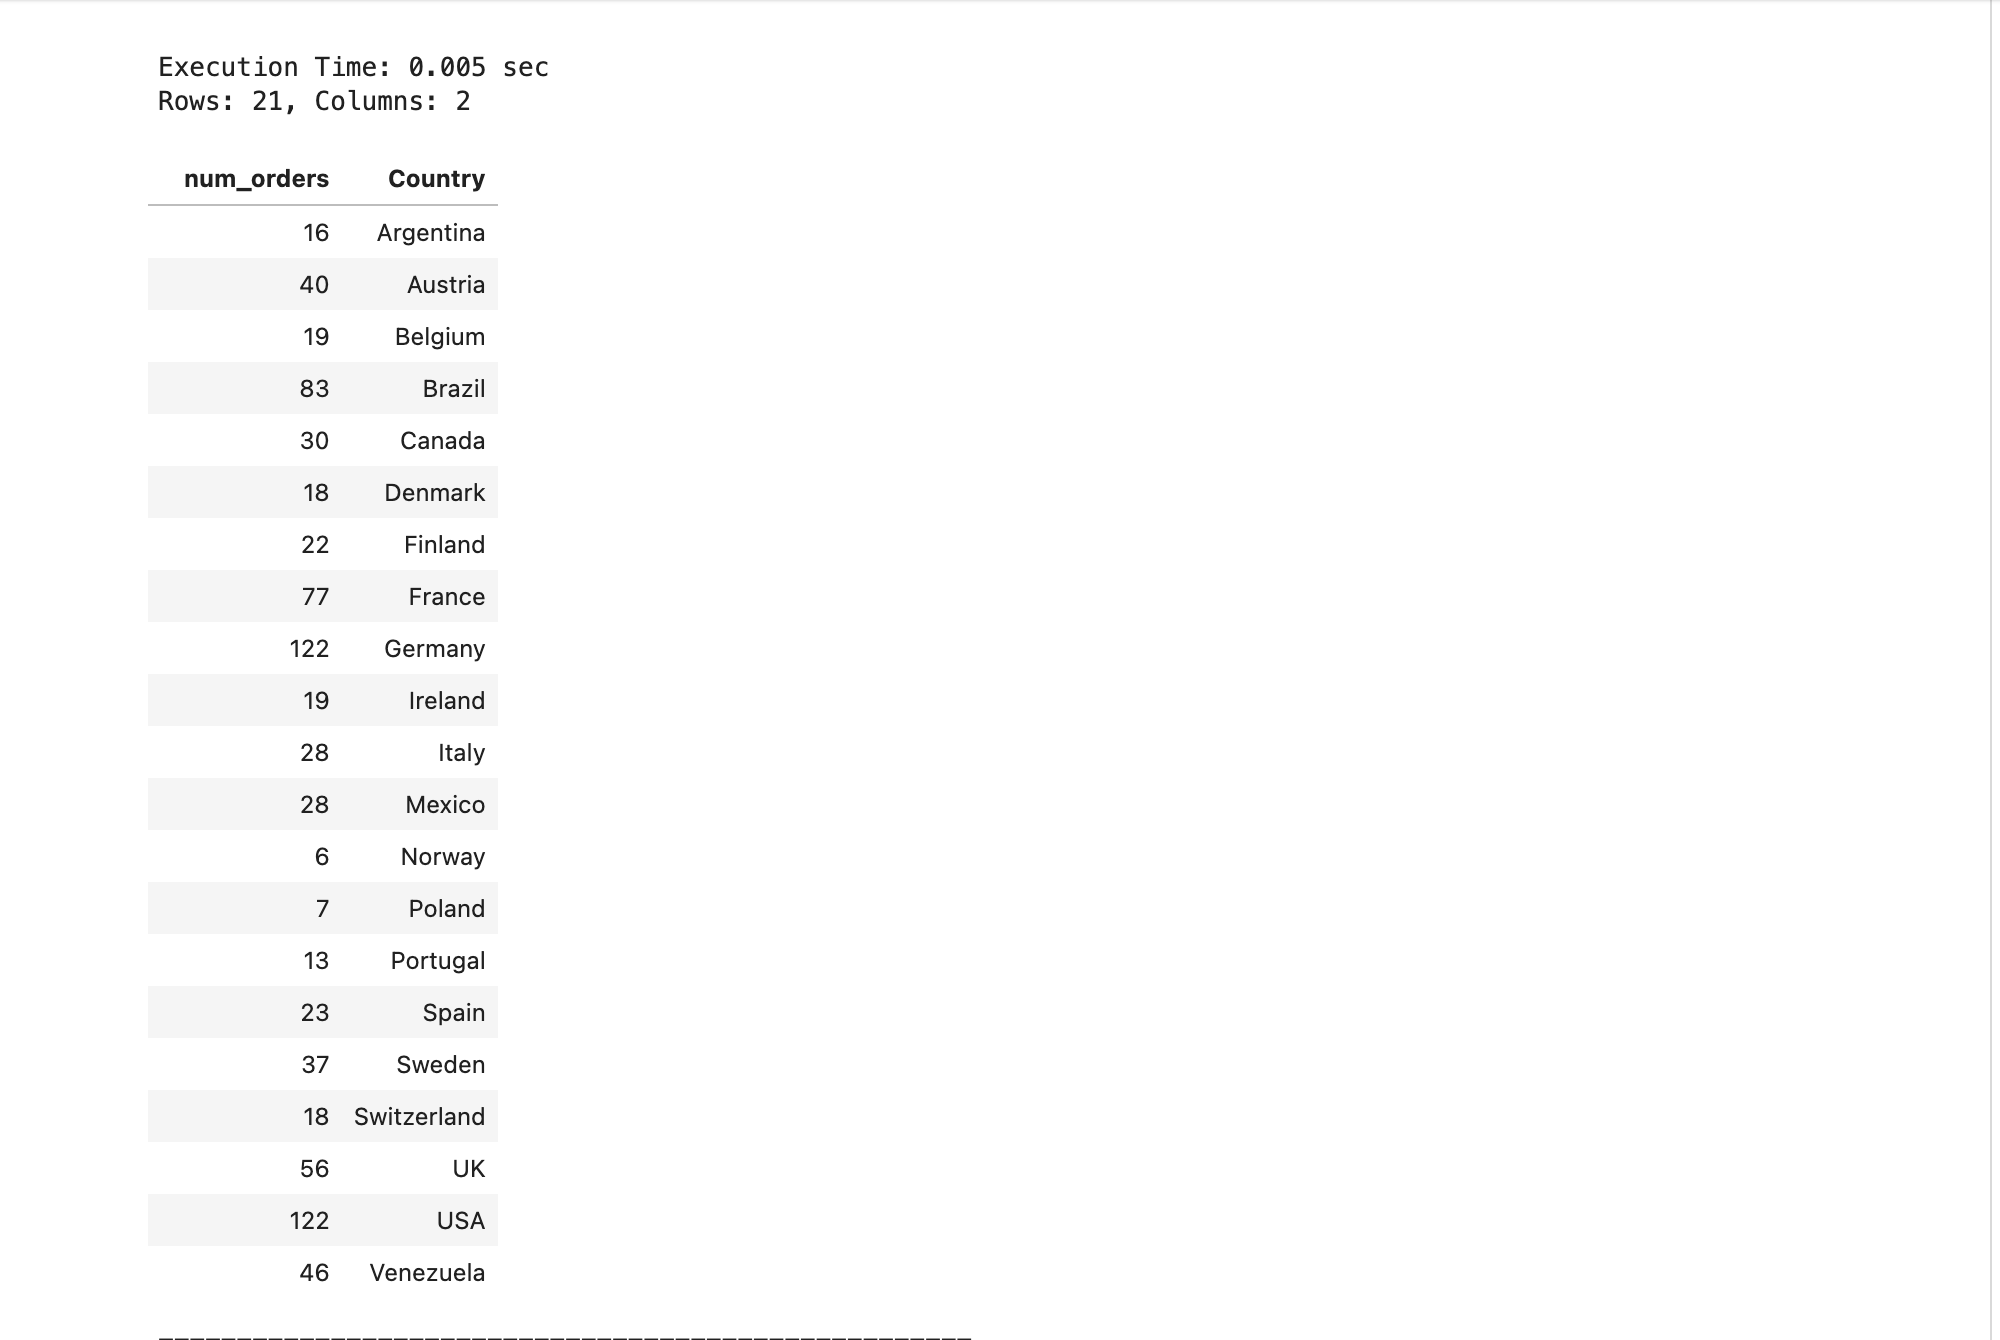 Execution Time: 0.005 sec
Rows: 21, Columns: 2
num_orders Country
16 Argentina
40 Austria
19 Belgium
83 Brazil
30 Canada
18 Denmark
22 Finland
77 France
122 Germany
19 Ireland
28 Italy
28 Mexico
6 Norway
7 Poland
13 Portugal
23 Spain
37 Sweden
18 Switzerland
56 UK
122 USA
46 Venezuela